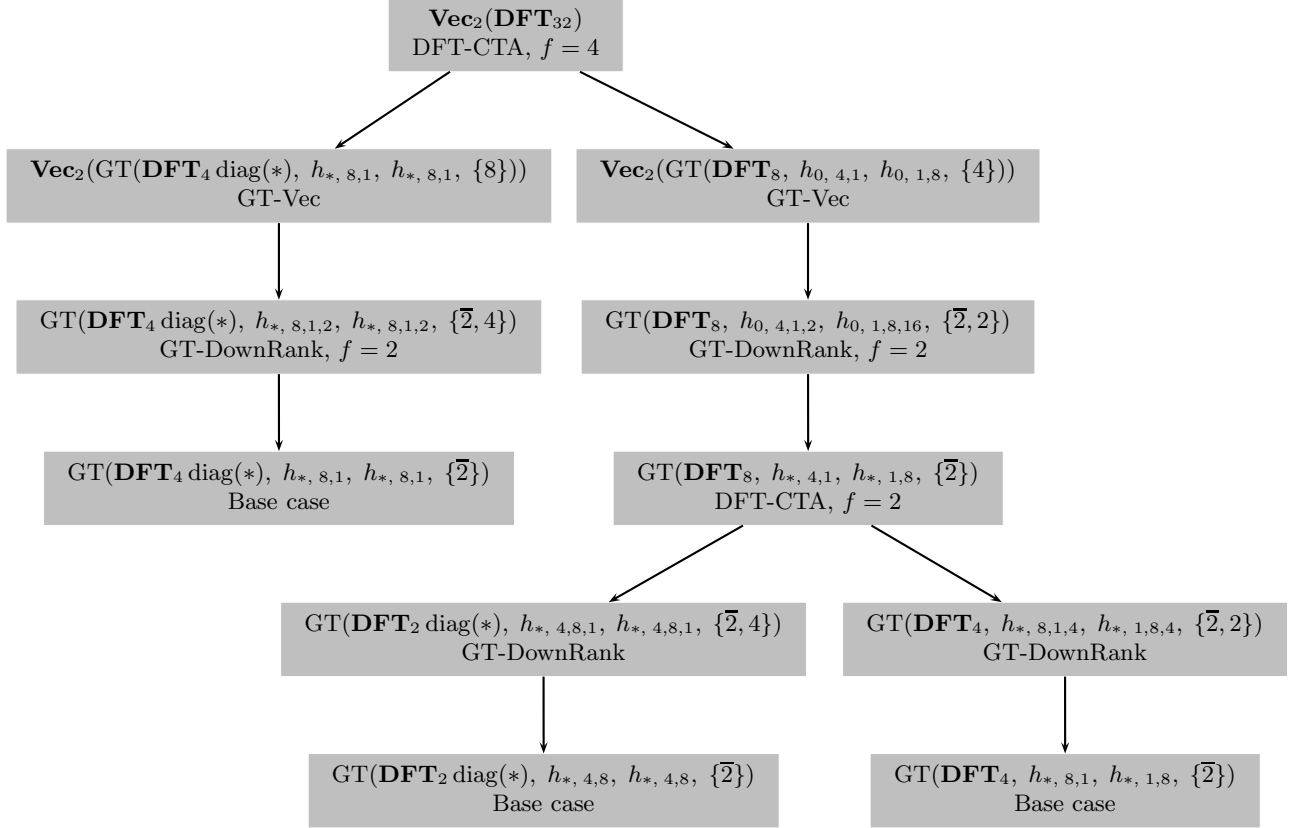 Vec₂(DFT₃₂)
DFT-CTA, f = 4
Vec₂(GT(DFT₄ diag(∗), h∗, 8,1, h∗, 8,1, {8}))
GT-Vec
Vec₂(GT(DFT₈, h0, 4,1, h0, 1,8, {4}))
GT-Vec
GT(DFT₄ diag(∗), h∗, 8,1,2, h∗, 8,1,2, {2̅, 4})
GT-DownRank, f = 2
GT(DFT₈, h0, 4,1,2, h0, 1,8,16, {2̅, 2})
GT-DownRank, f = 2
GT(DFT₄ diag(∗), h∗, 8,1, h∗, 8,1, {2̅})
Base case
GT(DFT₈, h∗, 4,1, h∗, 1,8, {2̅})
DFT-CTA, f = 2
GT(DFT₂ diag(∗), h∗, 4,8,1, h∗, 4,8,1, {2̅, 4})
GT-DownRank
GT(DFT₄, h∗, 8,1,4, h∗, 1,8,4, {2̅, 2})
GT-DownRank
GT(DFT₂ diag(∗), h∗, 4,8, h∗, 4,8, {2̅})
Base case
GT(DFT₄, h∗, 8,1, h∗, 1,8, {2̅})
Base case